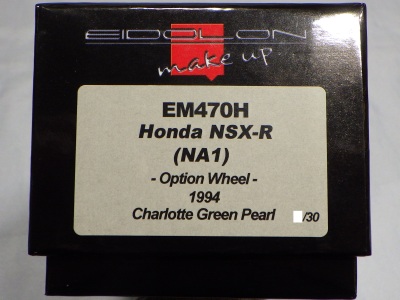 EIDOLON
make up
EM470H
Honda NSX-R
(NA1)
- Option Wheel -
1994
Charlotte Green Pearl /30